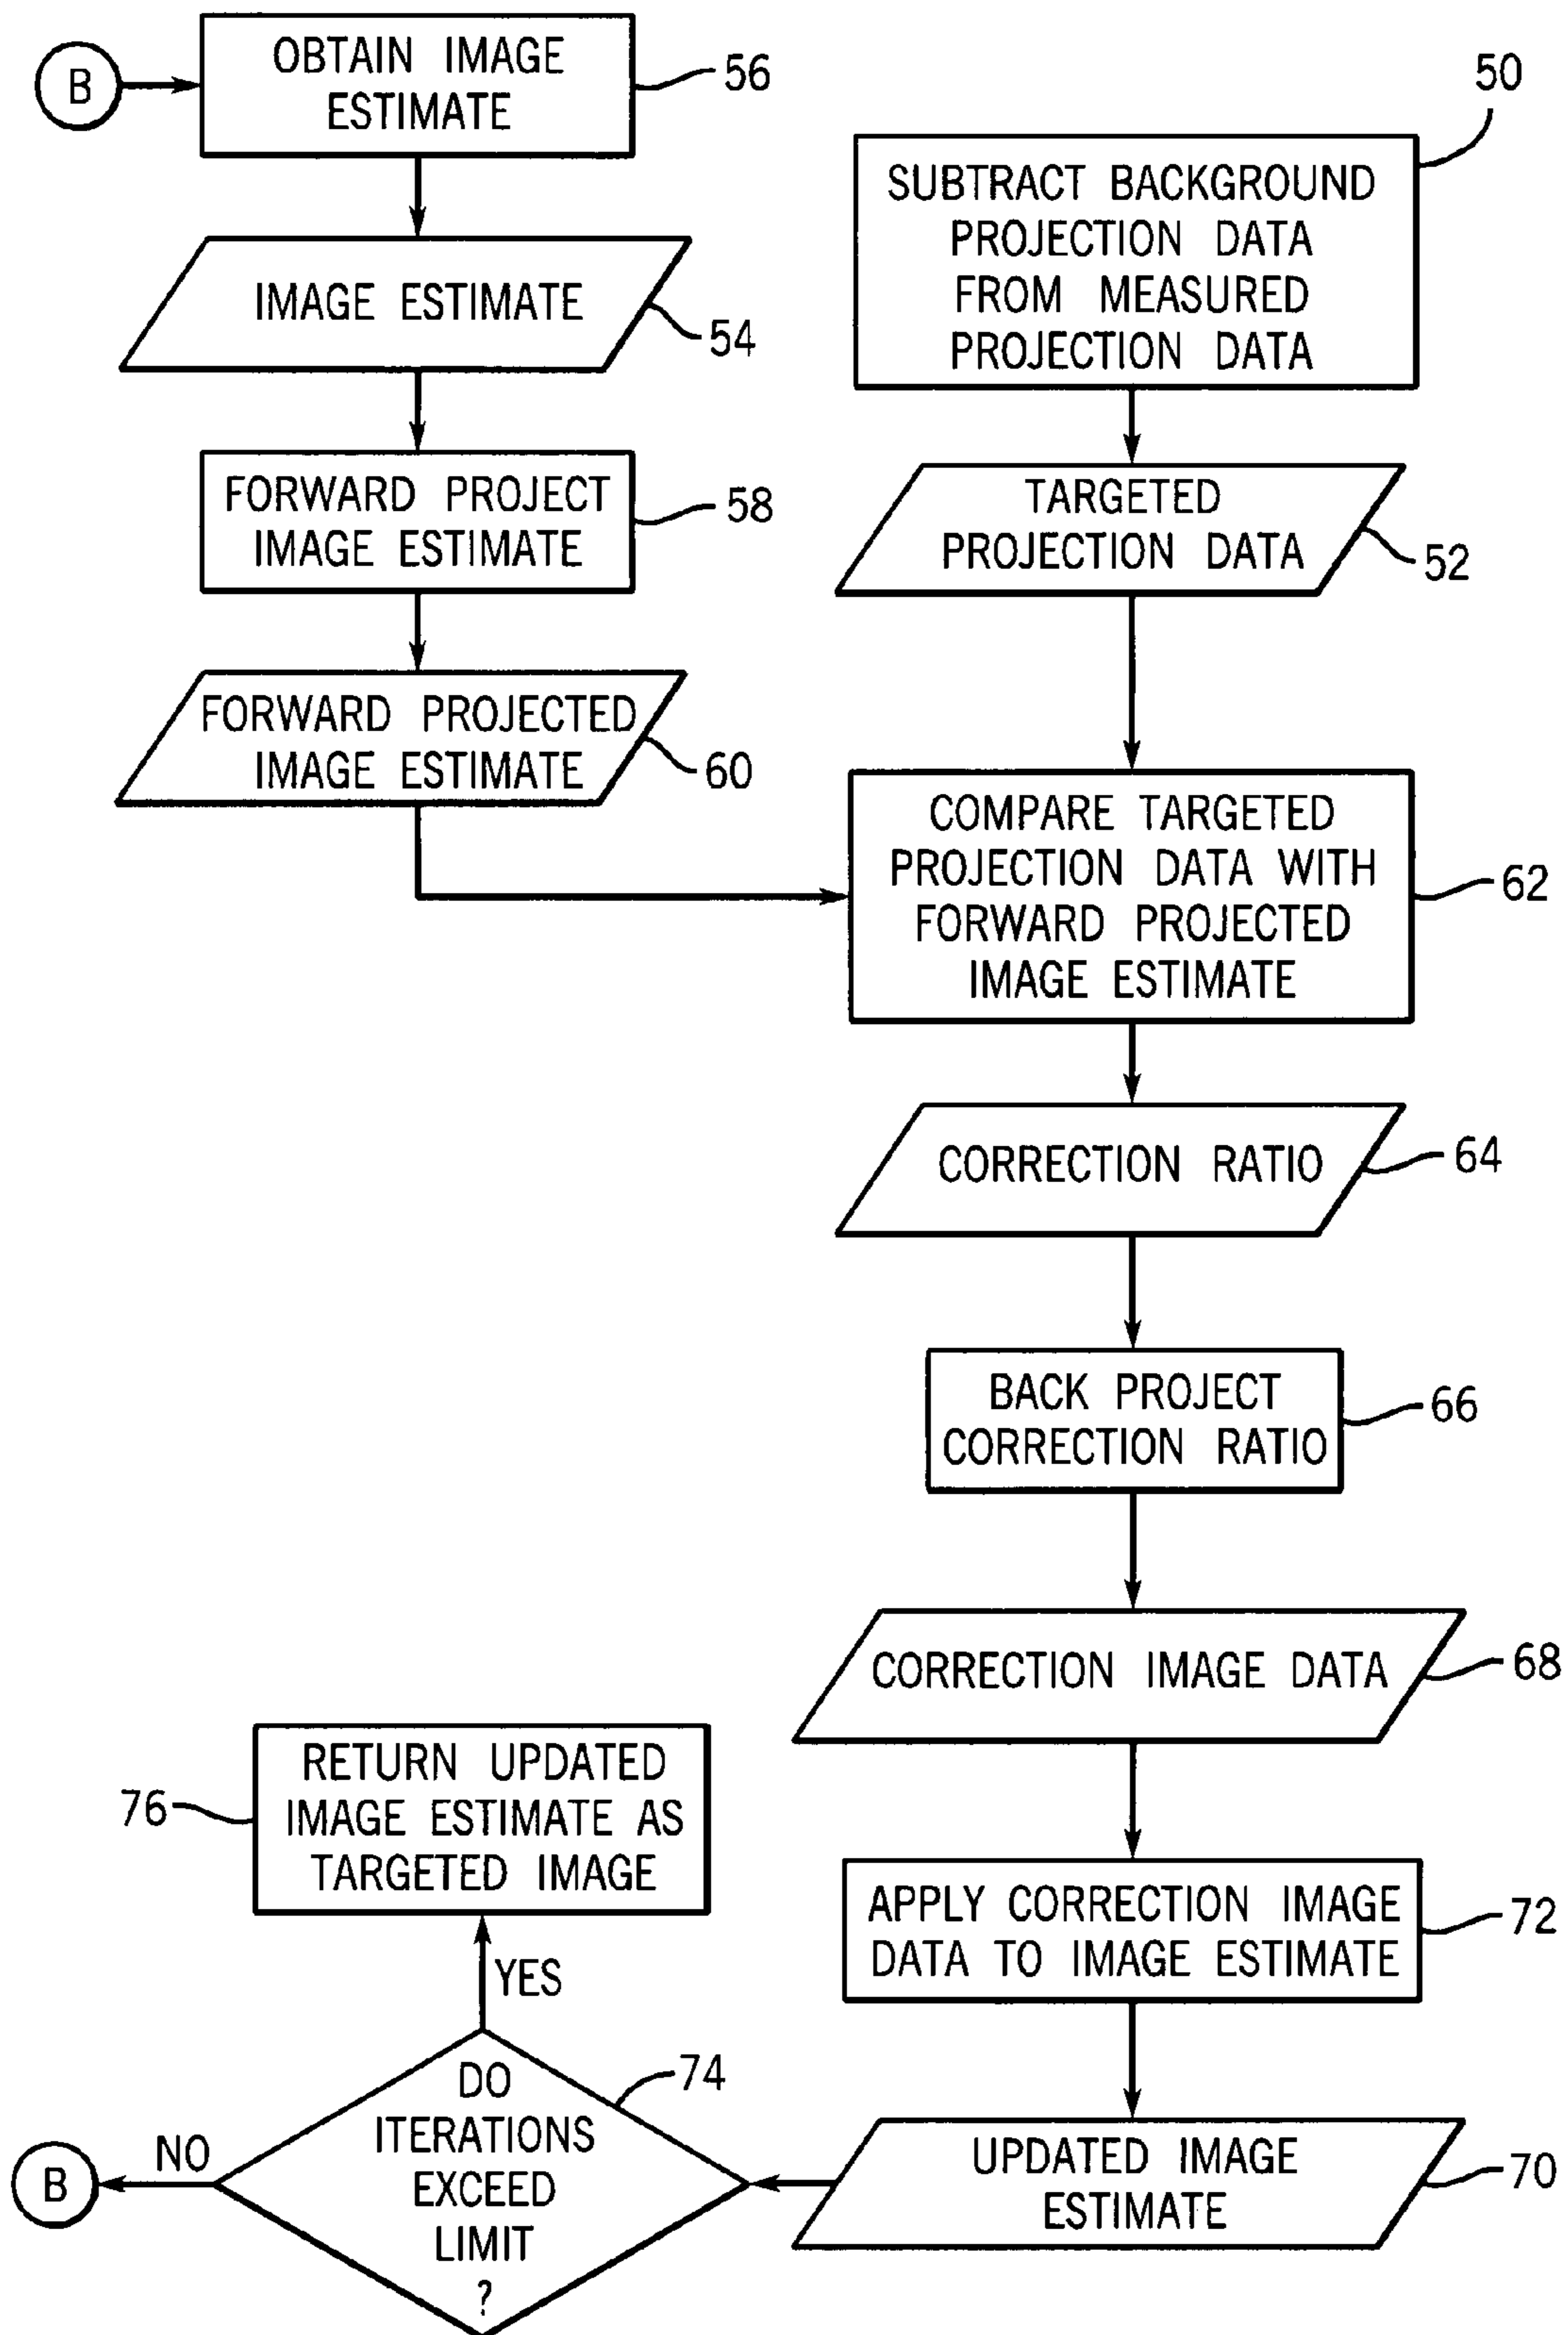 B
OBTAIN IMAGE
ESTIMATE
56
IMAGE ESTIMATE
54
FORWARD PROJECT
IMAGE ESTIMATE
58
FORWARD PROJECTED
IMAGE ESTIMATE
60
50
SUBTRACT BACKGROUND
PROJECTION DATA
FROM MEASURED
PROJECTION DATA
TARGETED
PROJECTION DATA
52
COMPARE TARGETED
PROJECTION DATA WITH
FORWARD PROJECTED
IMAGE ESTIMATE
62
CORRECTION RATIO
64
BACK PROJECT
CORRECTION RATIO
66
CORRECTION IMAGE DATA
68
APPLY CORRECTION IMAGE
DATA TO IMAGE ESTIMATE
72
UPDATED IMAGE
ESTIMATE
70
RETURN UPDATED
IMAGE ESTIMATE AS
TARGETED IMAGE
76
YES
DO
ITERATIONS
EXCEED
LIMIT
?
74
NO
B